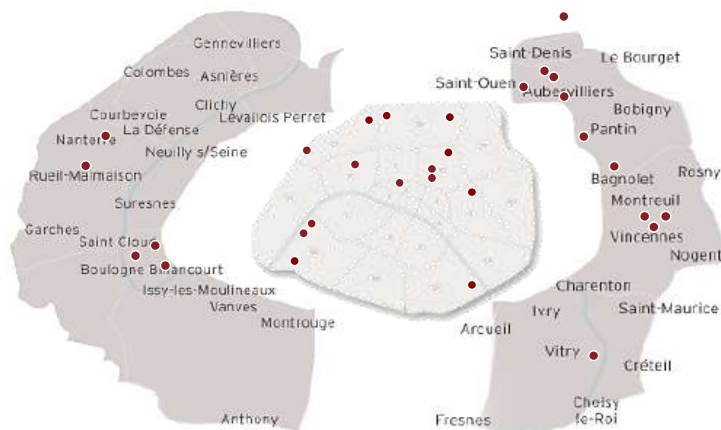 Gennevilliers
Colombes
Asnières
Clichy
Courbevoie
Levallois Perret
La Défense
Nanterre
Neuilly s/Seine
Rueil-Malmaison
Suresnes
Garches
Saint Cloud
Boulogne Billancourt
Issy-les-Moulineaux
Vanves
Montrouge
Anthony
Saint-Denis
Le Bourget
Saint-Ouen
Aubervilliers
Bobigny
Pantin
Rosny
Bagnolet
Montreuil
Vincennes
Nogent
Charenton
Saint-Maurice
Ivry
Arcueil
Vitry
Créteil
Choisy
le-Roi
Fresnes